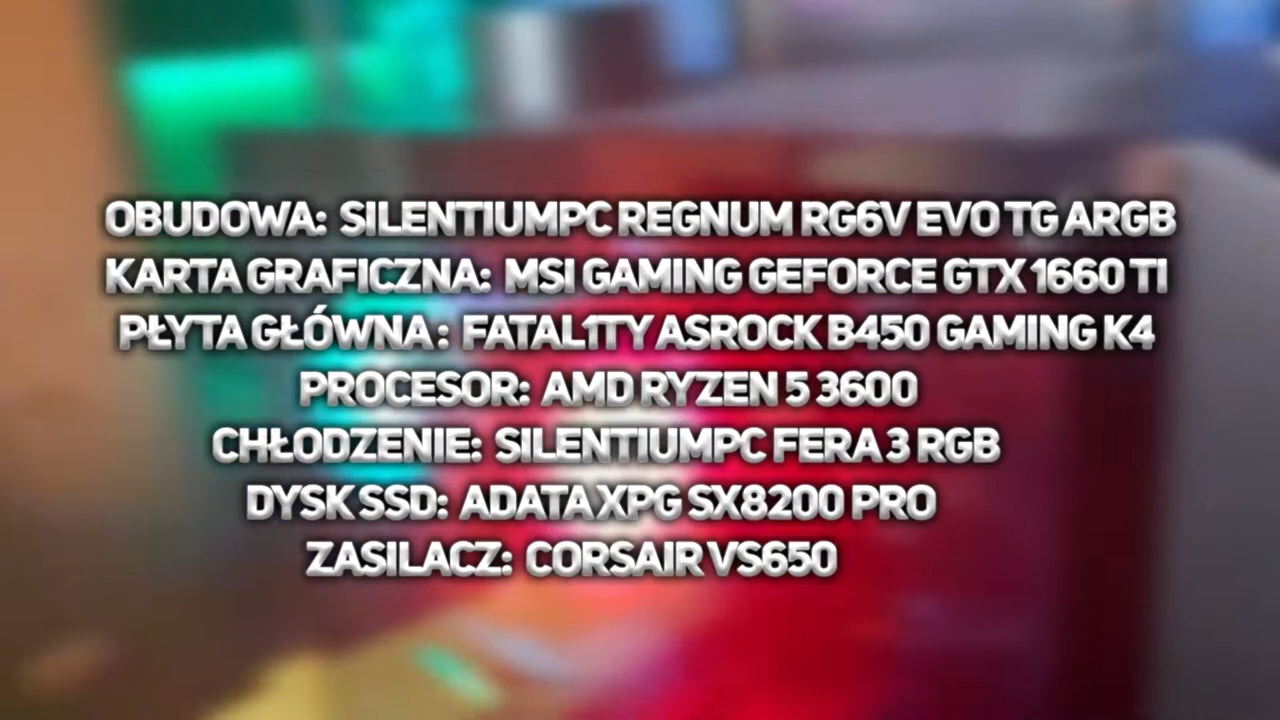 OBUDOWA: SILENTIUMPC REGNUM RG6V EVO TG ARGB
KARTA GRAFICZNA: MSI GAMING GEFORCE GTX 1660 TI
PŁYTA GŁÓWNA : FATAL1TY ASROCK B450 GAMING K4
PROCESOR: AMD RYZEN 5 3600
CHŁODZENIE: SILENTIUMPC FERA 3 RGB
DYSK SSD: ADATA XPG SX8200 PRO
ZASILACZ: CORSAIR VS650